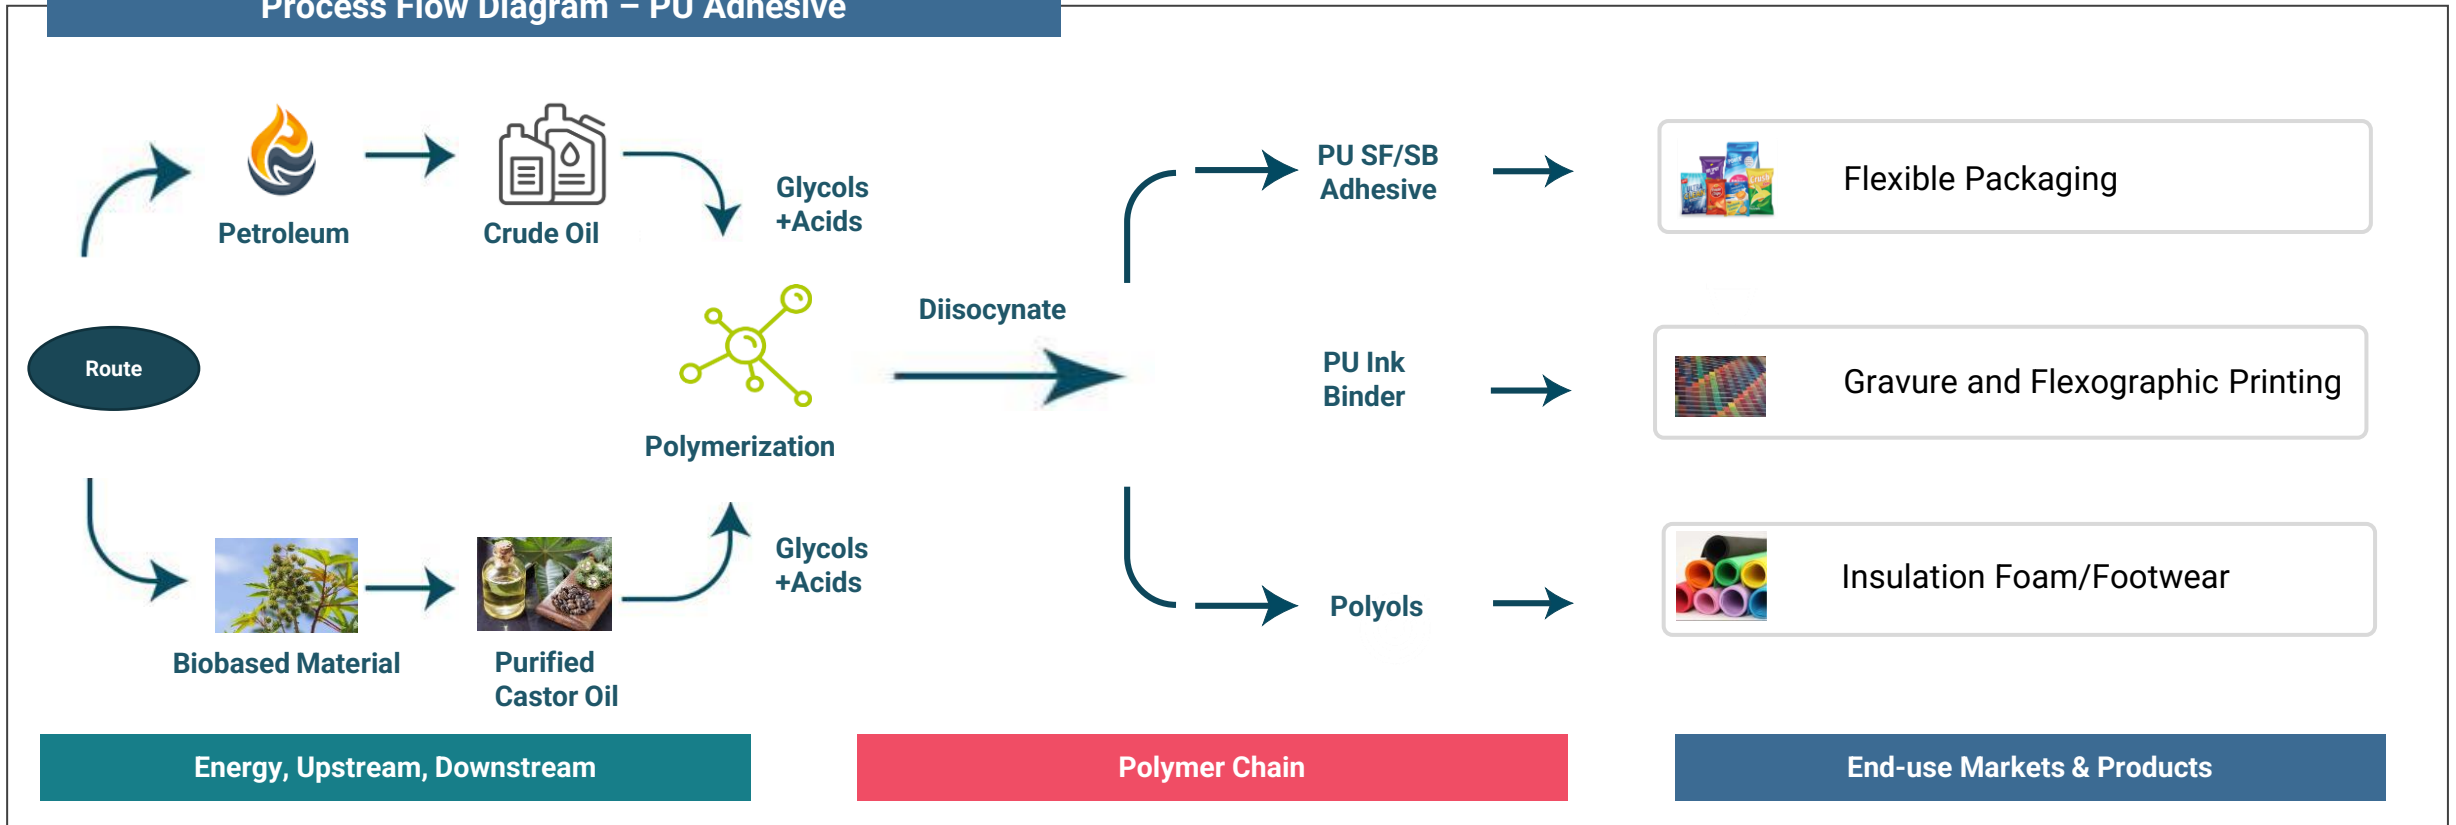 Process Flow Diagram – PU Adhesive
Petroleum
Crude Oil
Glycols
+Acids
Route
Polymerization
Biobased Material
Purified
Castor Oil
Glycols
+Acids
Diisocynate
PU SF/SB
Adhesive
PU Ink
Binder
Polyols
Flexible Packaging
Gravure and Flexographic Printing
Insulation Foam/Footwear
Energy, Upstream, Downstream
Polymer Chain
End-use Markets & Products